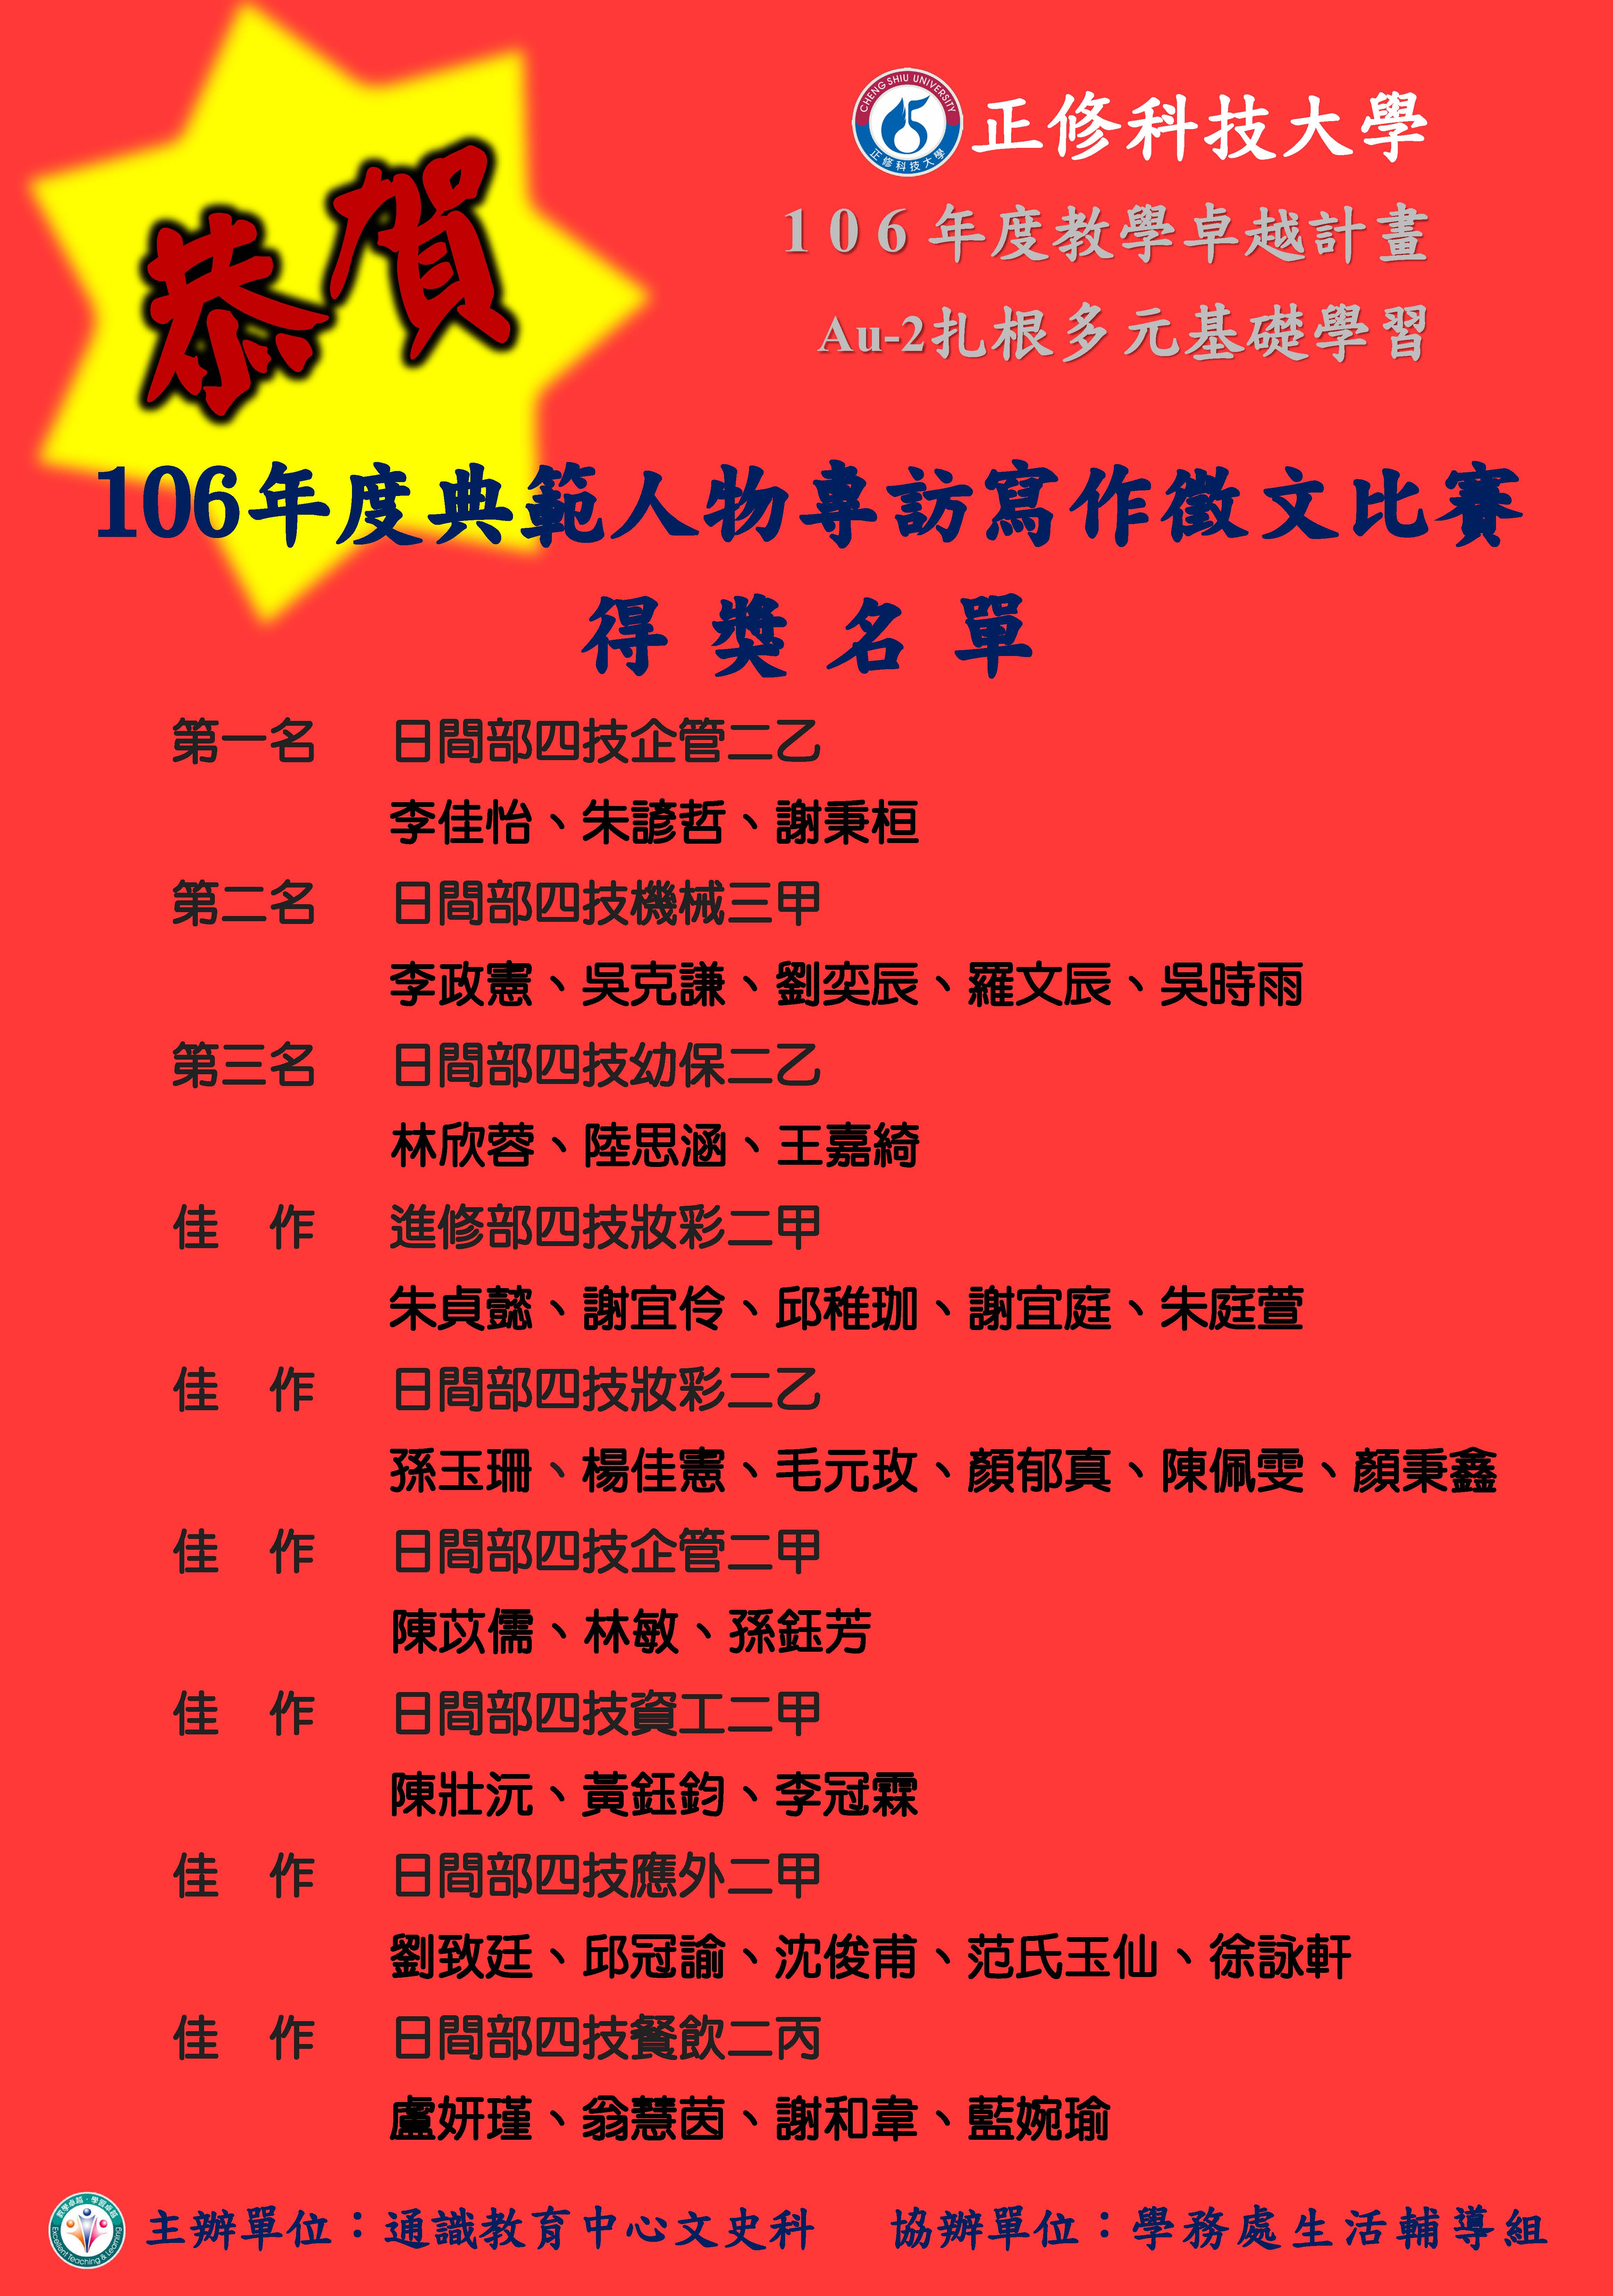 恭賀
CHENG SHIU UNIVERSITY
正修科技大學
正修科技大學
106年度教學卓越計畫
Au-2扎根多元基礎學習
106年度典範人物專訪寫作徵文比賽
得獎名單
第一名 日間部四技企管二乙
李佳怡、朱諺哲、謝秉桓
第二名 日間部四技機械三甲
李政憲、吳克謙、劉奕辰、羅文辰、吳時雨
第三名 日間部四技幼保二乙
林欣蓉、陸思涵、王嘉綺
佳 作 進修部四技妝彩二甲
朱貞懿、謝宜伶、邱稚珈、謝宜庭、朱庭萱
佳 作 日間部四技妝彩二乙
孫玉珊、楊佳憲、毛元玫、顏郁真、陳佩雯、顏秉鑫
佳 作 日間部四技企管二甲
陳苡儒、林敏、孫鈺芳
佳 作 日間部四技資工二甲
陳壯沅、黃鈺鈞、李冠霖
佳 作 日間部四技應外二甲
劉致廷、邱冠諭、沈俊甫、范氏玉仙、徐詠軒
佳 作 日間部四技餐飲二丙
盧妍瑾、翁慧茵、謝和韋、藍婉瑜
教學卓越・學習卓越
Excellent Teaching & Learning
主辦單位：通識教育中心文史科 協辦單位：學務處生活輔導組